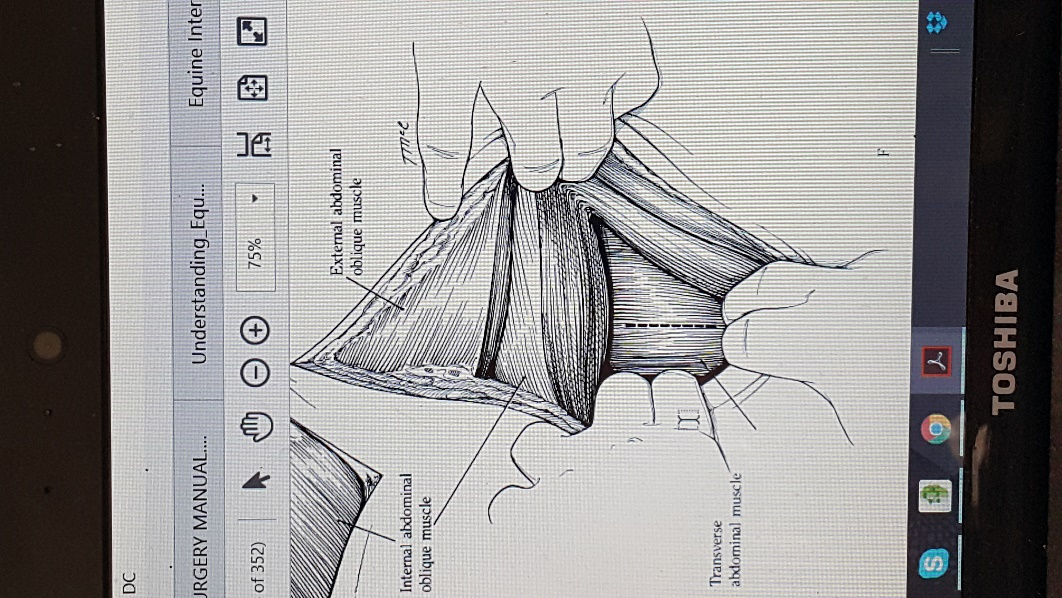 DC
URGERY MANUAL....
Understanding_Equ...
Equine Inter
of 352)
75%
External abdominal
oblique muscle
Internal abdominal
oblique muscle
Transverse
abdominal muscle
F
TOSHIBA